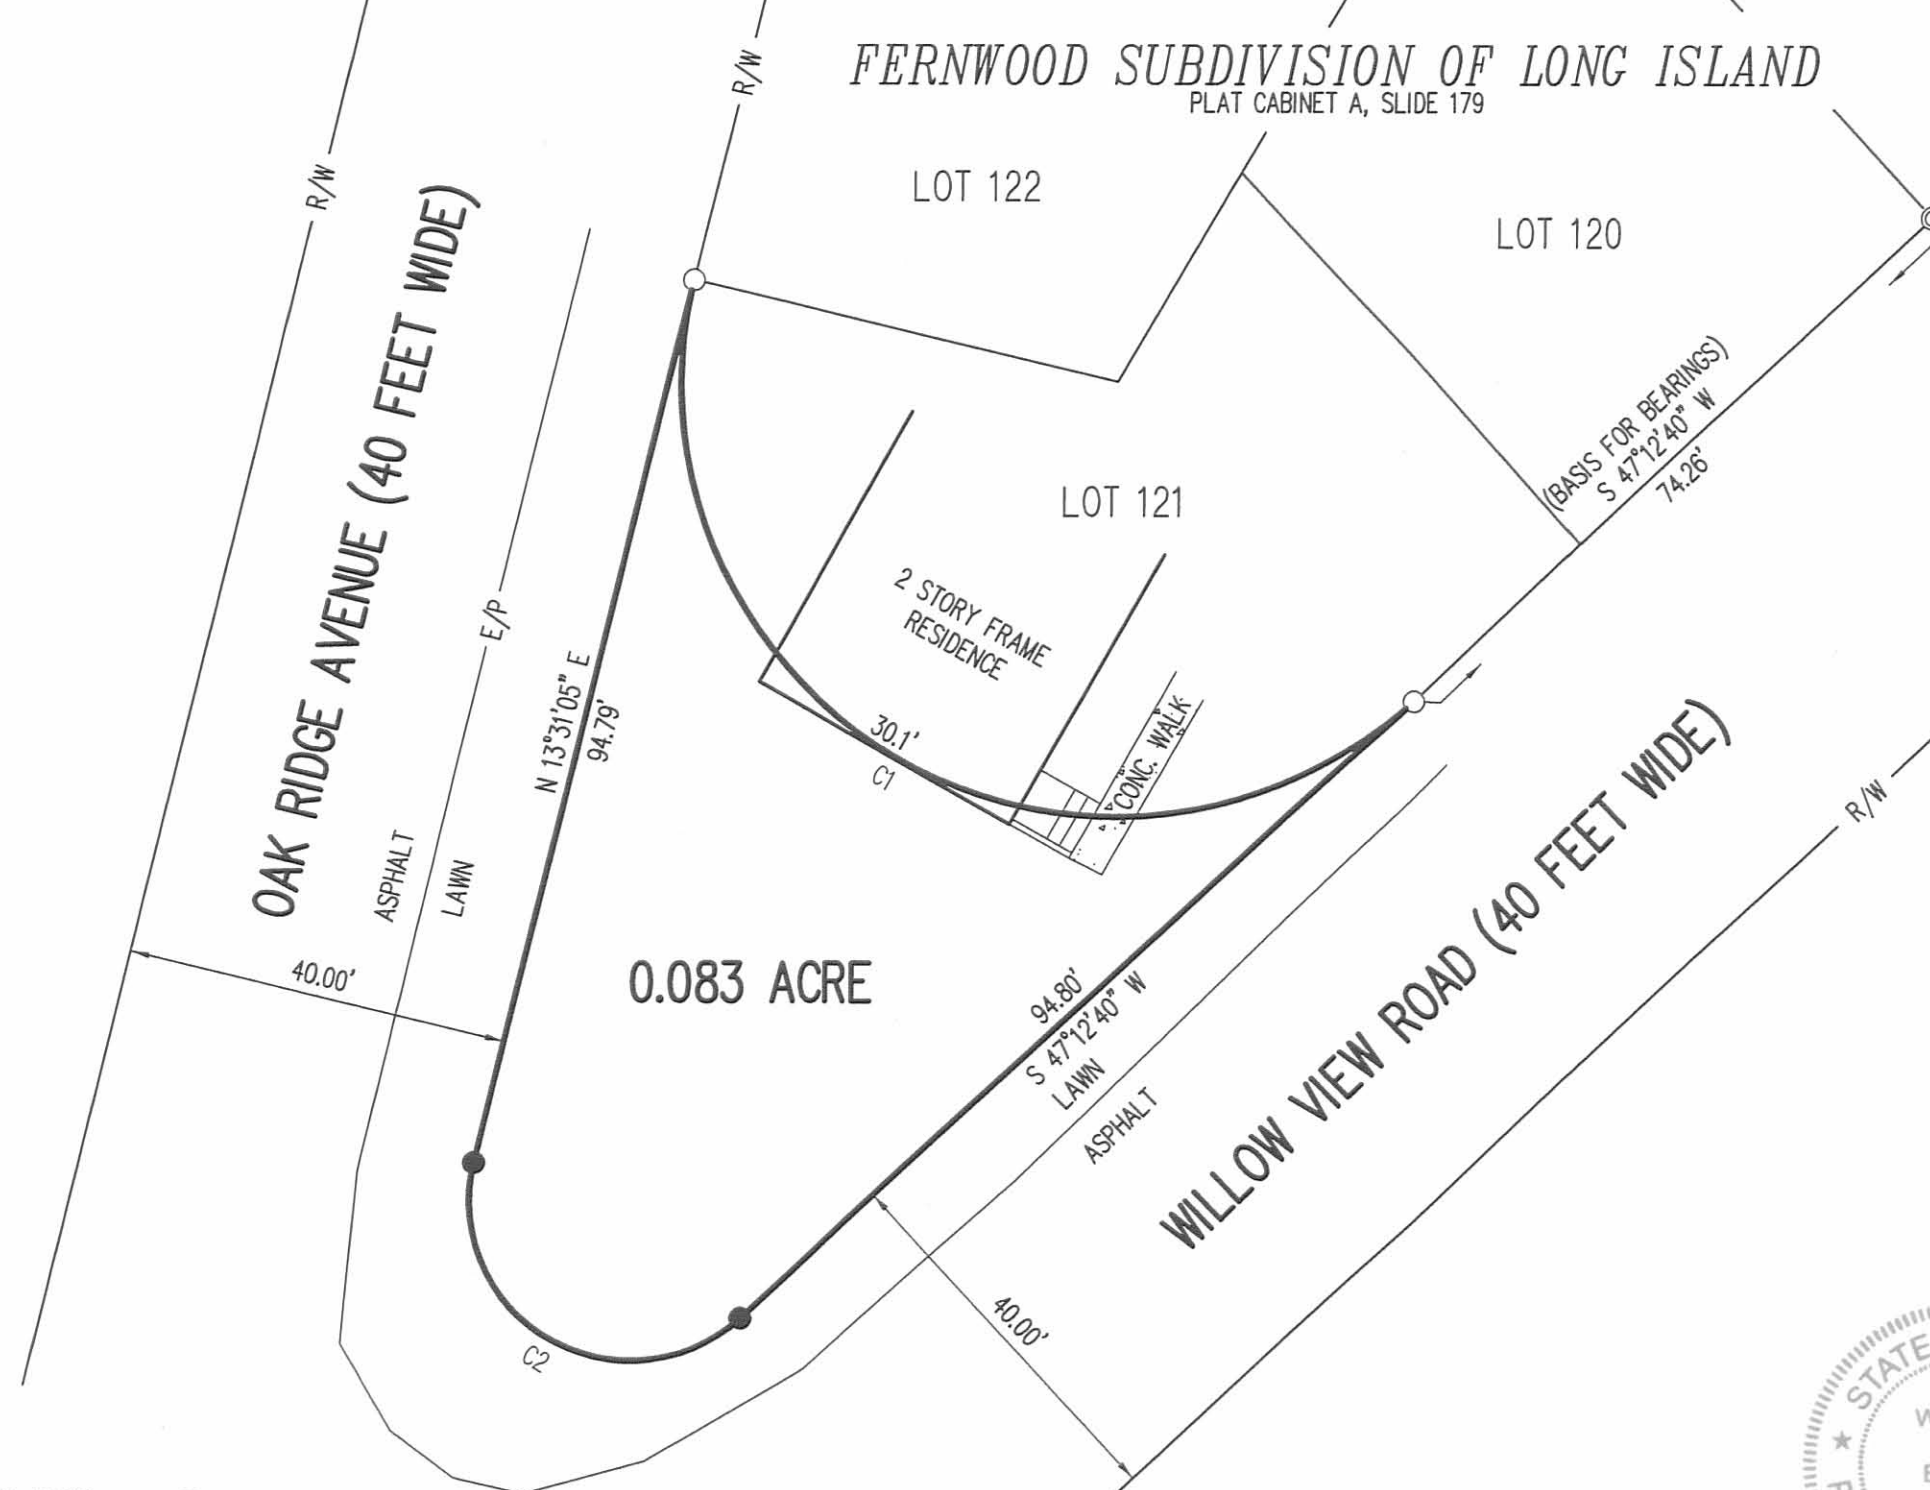 FERNWOOD SUBDIVISION OF LONG ISLAND
PLAT CABINET A, SLIDE 179
R/W
R/W
LOT 122
LOT 120
OAK RIDGE AVENUE (40 FEET WIDE)
(BASIS FOR BEARINGS)
S 47°12'40" W
74.26'
LOT 121
2 STORY FRAME
RESIDENCE
E/P
N 13°31'05" E
94.79'
30.1'
C1
CONC. WALK
R/W
ASPHALT
LAWN
40.00'
0.083 ACRE
94.80'
S 47°12'40" W
LAWN
ASPHALT
WILLOW VIEW ROAD (40 FEET WIDE)
40.00'
C2
STATE